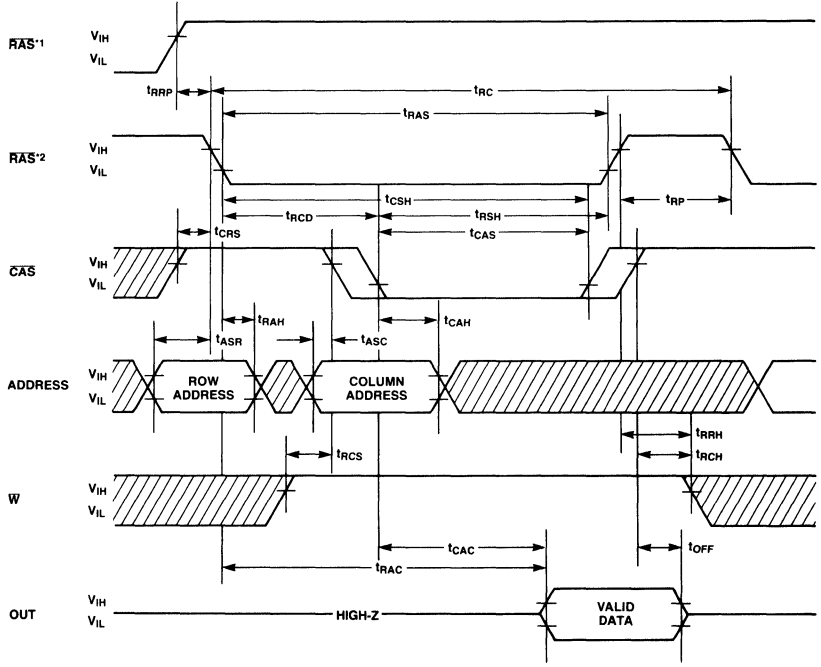 RAS*1 VIH
VIL
tRRP tRC
tRAS
RAS*2 VIH
VIL
tCSH
tRCD tRSH tRP
tCRS tCAS
CAS VIH
VIL
tRAH tCAH
tASR tASC
ADDRESS VIH
VIL
ROW
ADDRESS
COLUMN
ADDRESS
tRRH
tRCS tRCH
W VIH
VIL
tCAC tOFF
tRAC
OUT VIH
VIL
HIGH-Z
VALID
DATA